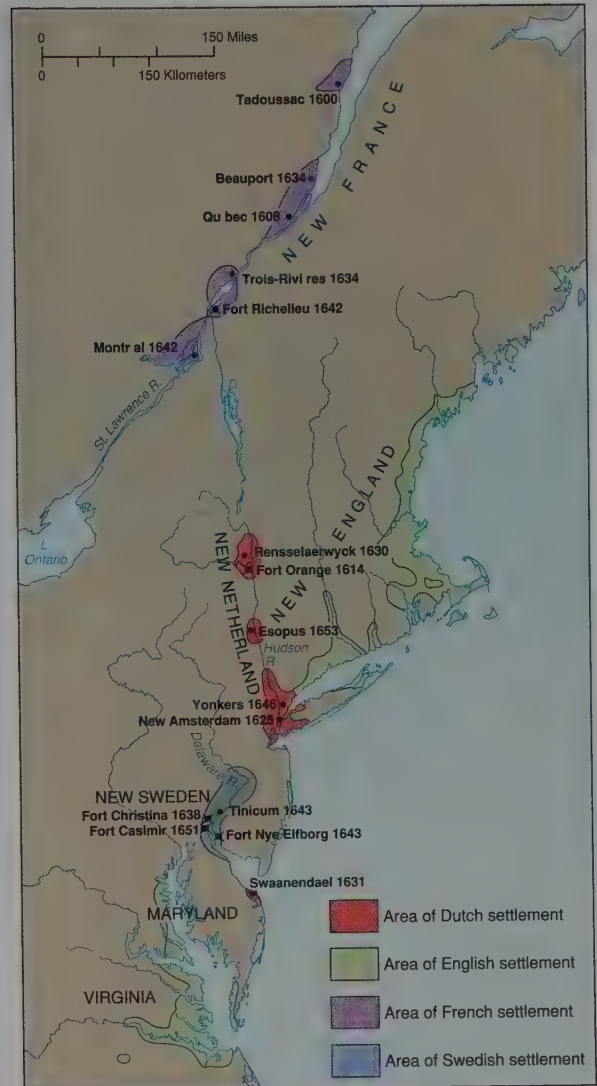 0 150 Miles
0 150 Kilometers
Tadoussac 1600
NEW FRANCE
Beauport 1634
Qu bec 1608
Trois-Rivi res 1634
Fort Richelieu 1642
Montr al 1642
St. Lawrence R.
L
Ontario
NEW ENGLAND
Rensselaerwyck 1630
Fort Orange 1614
NEW NETHERLAND
Esopus 1653
Hudson
R
Yonkers 1646
New Amsterdam 1625
Delaware R.
NEW SWEDEN
Tinicum 1643
Fort Christina 1638
Fort Casimir 1651
Fort Nye Elfborg 1643
Swaanendael 1631
MARYLAND
VIRGINIA
Area of Dutch settlement
Area of English settlement
Area of French settlement
Area of Swedish settlement